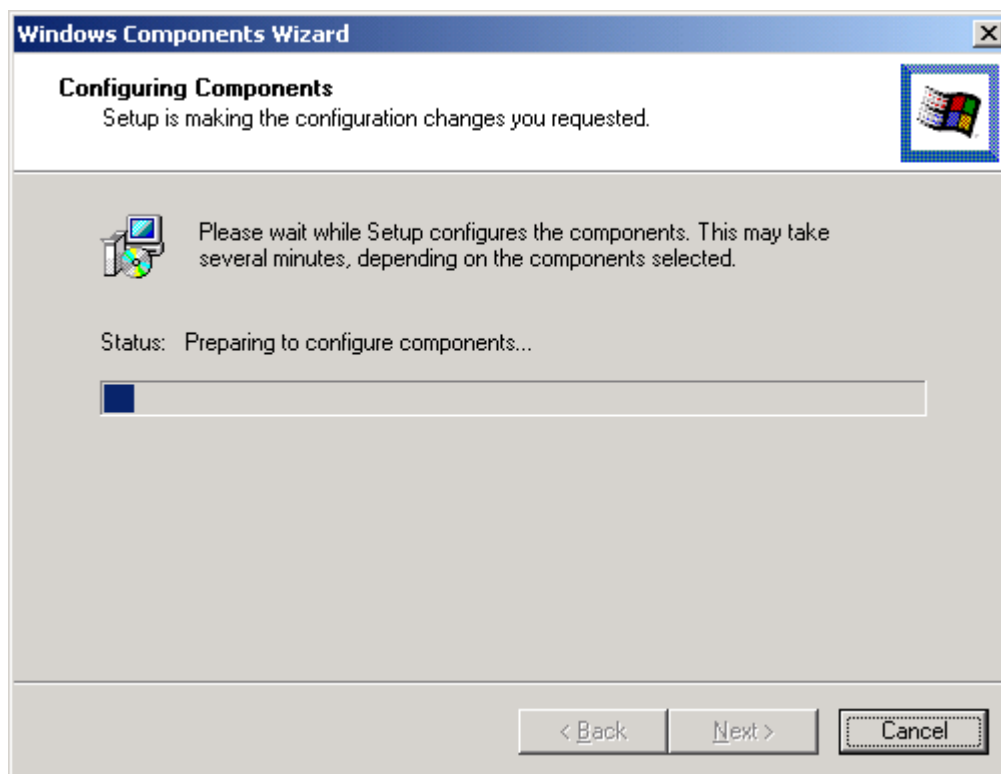 Windows Components Wizard
Configuring Components
Setup is making the configuration changes you requested.
Please wait while Setup configures the components. This may take
several minutes, depending on the components selected.
Status: Preparing to configure components...
< Back Next > Cancel